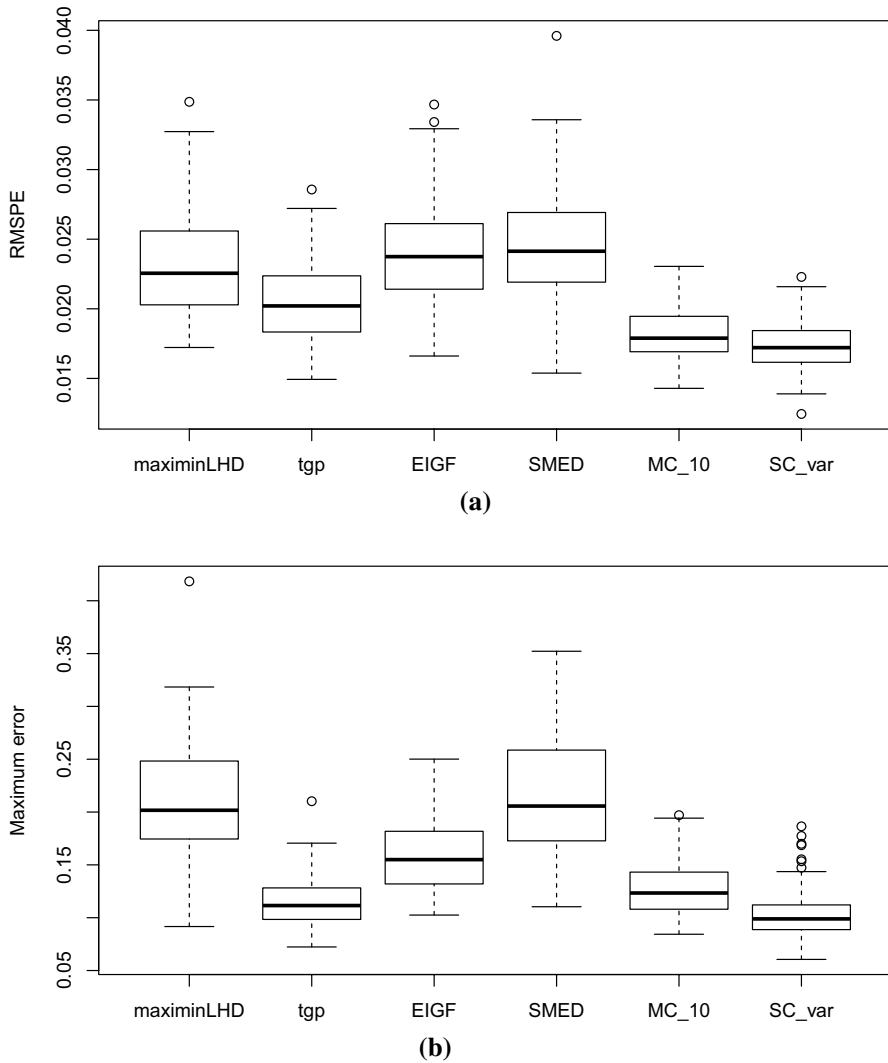 0.040
0.035
0.030
0.025
0.020
0.015
RMSPE
maximinLHD tgp EIGF SMED MC_10 SC_var
(a)
0.35
0.25
0.15
0.05
Maximum error
maximinLHD tgp EIGF SMED MC_10 SC_var
(b)